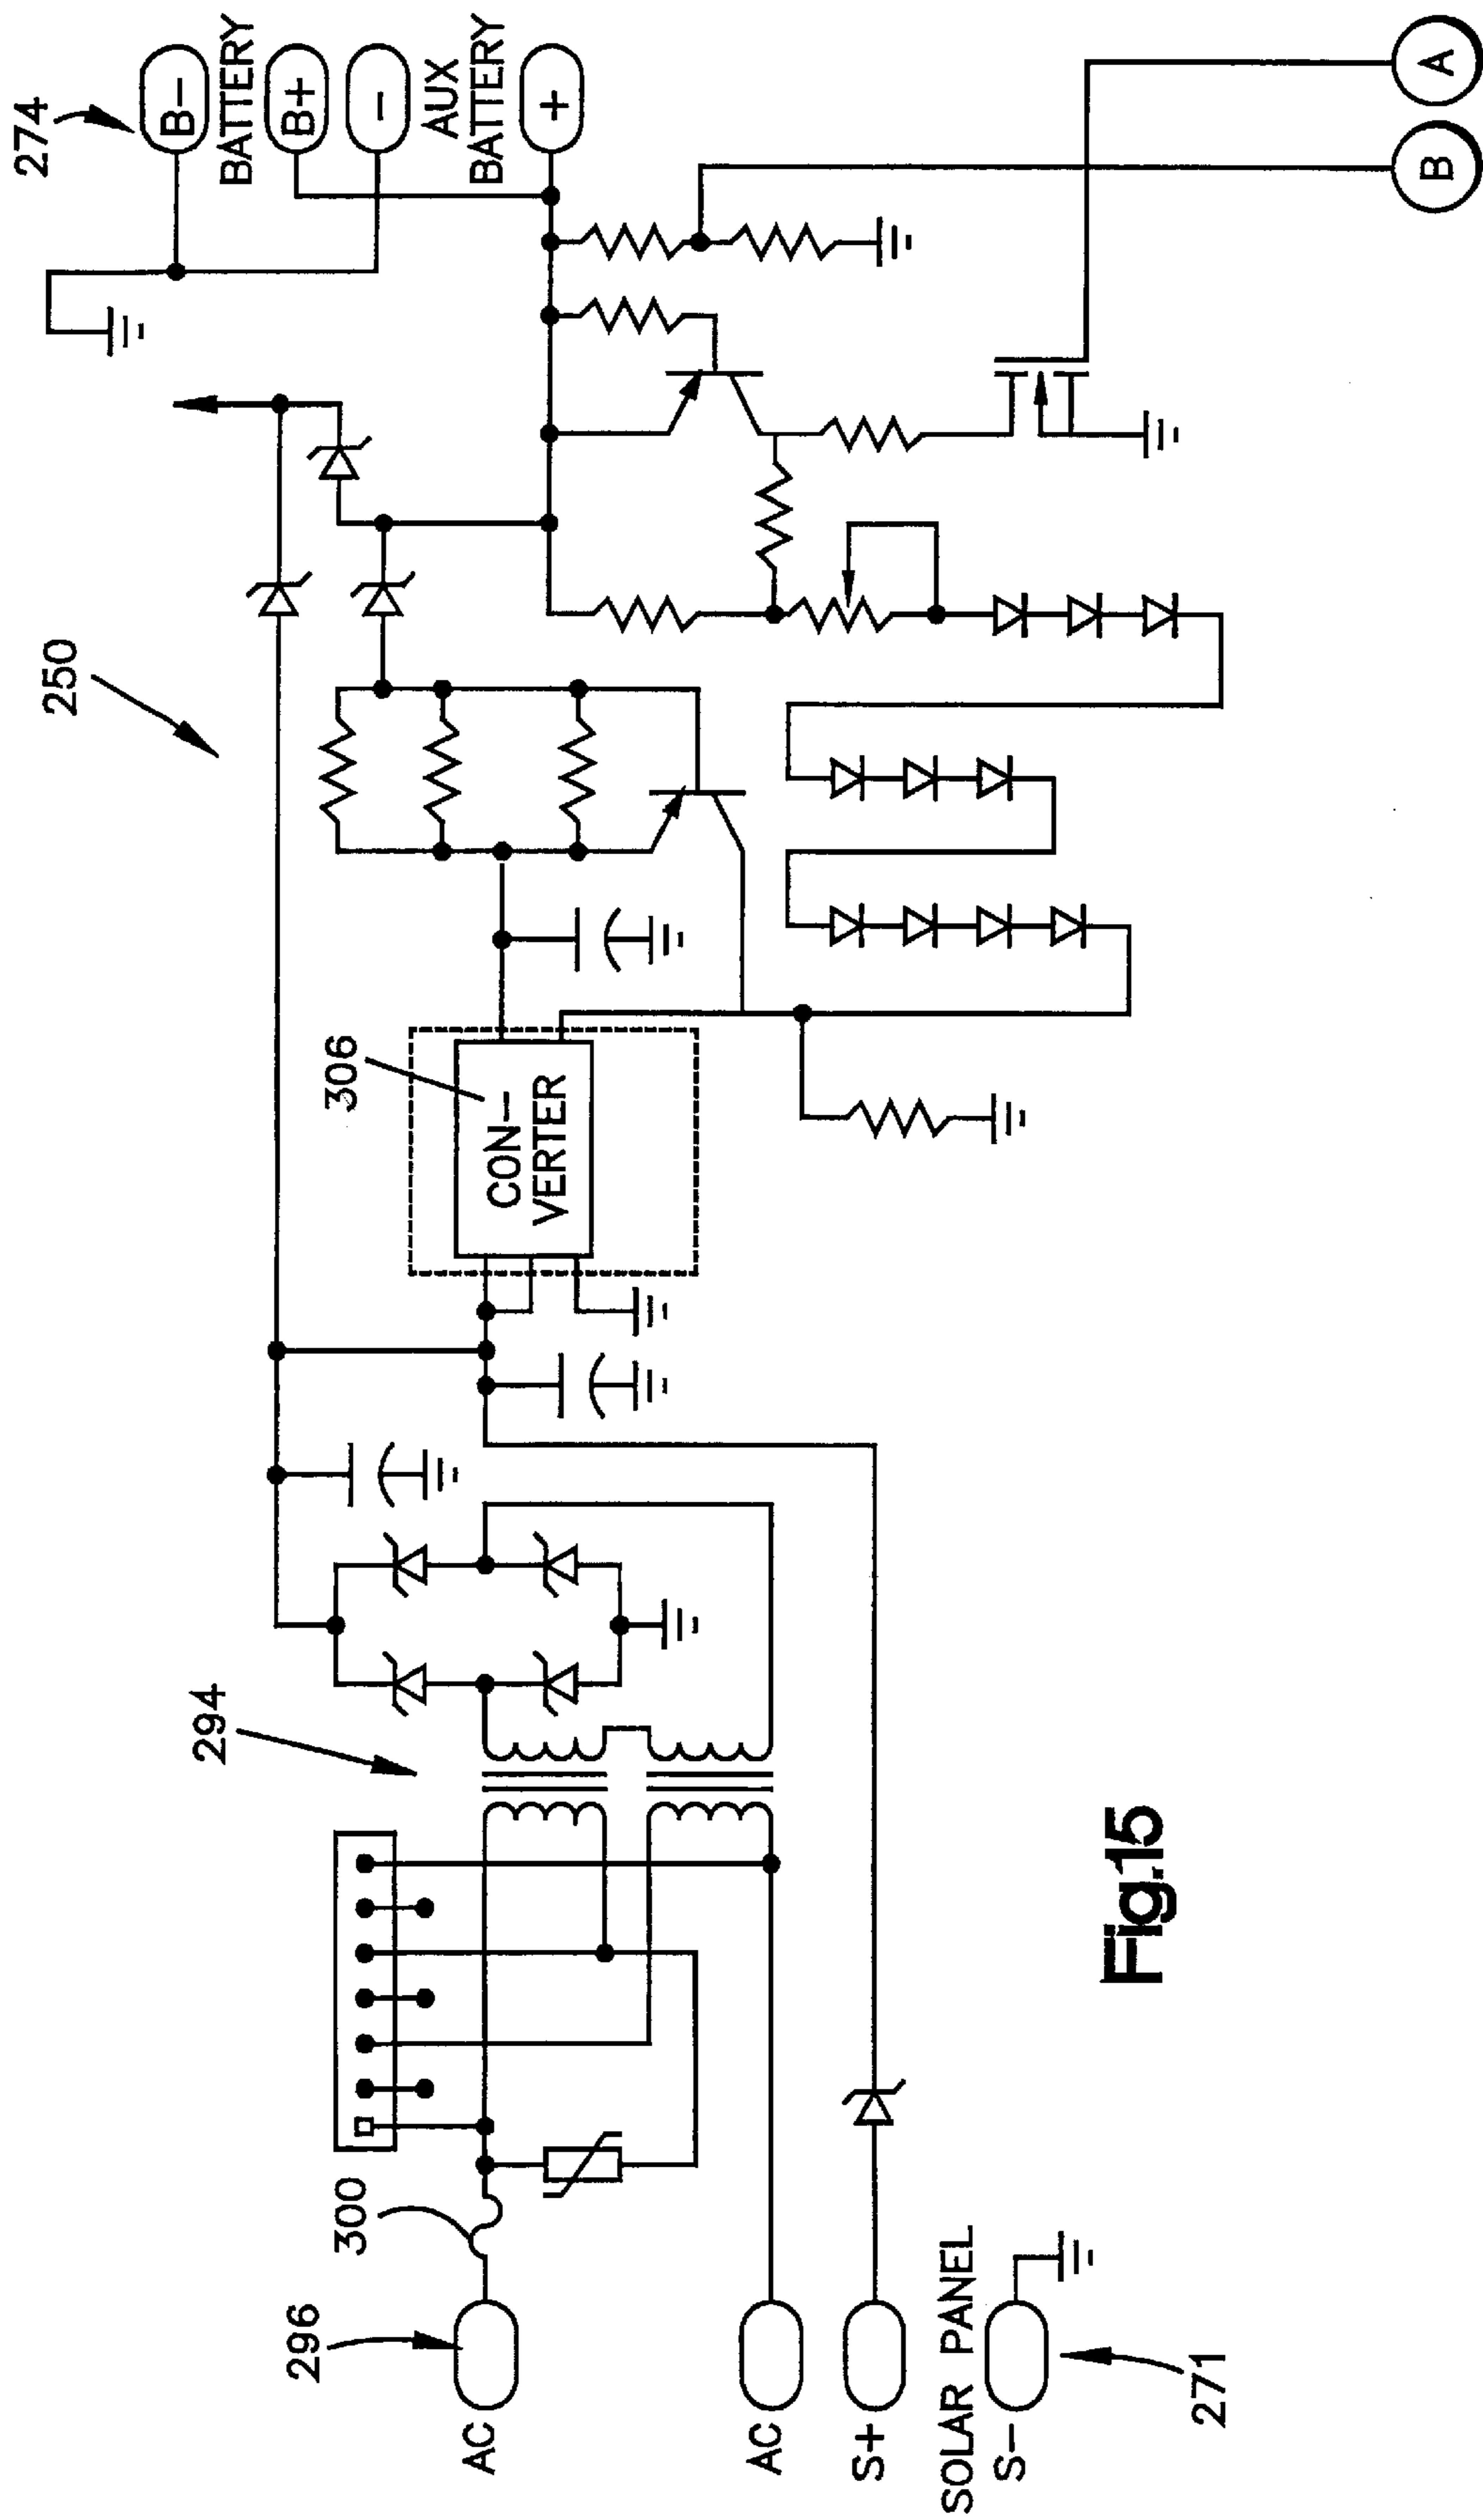 274
B-
BATTERY
B+
-
AUX
BATTERY
+
A
B
250
306
CON-
VERTER
294
300
296
AC
AC
S+
SOLAR PANEL
S-
271
Fig.15